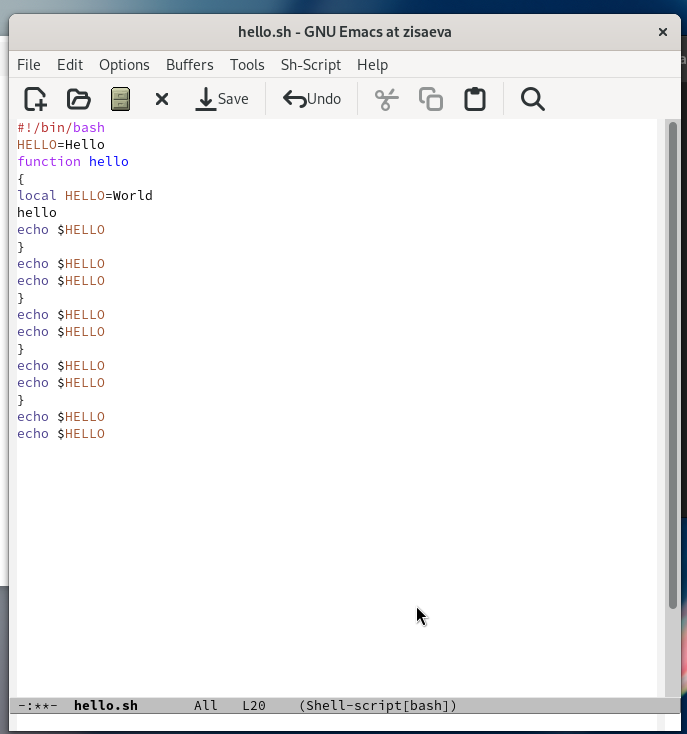 hello.sh - GNU Emacs at zisaeva
File Edit Options Buffers Tools Sh-Script Help
Save Undo
#!/bin/bash
HELLO=Hello
function hello
{
local HELLO=World
hello
echo $HELLO
}
echo $HELLO
echo $HELLO
}
echo $HELLO
echo $HELLO
}
echo $HELLO
echo $HELLO
}
echo $HELLO
echo $HELLO
-:**- hello.sh All L20 (Shell-script[bash])